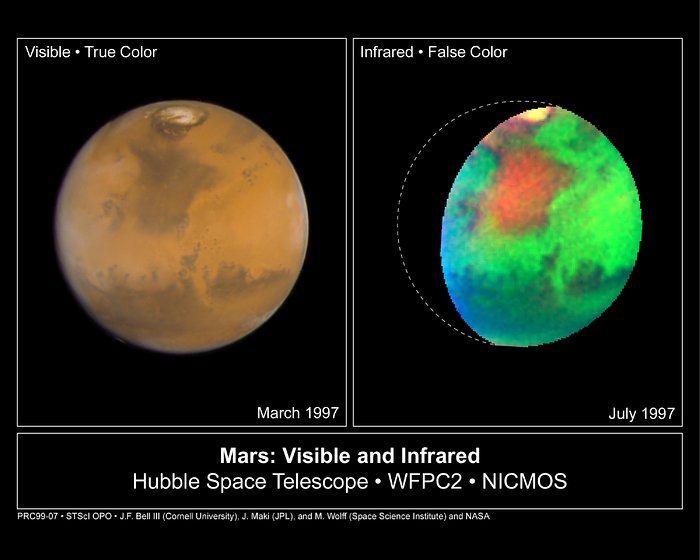 Visible • True Color
Infrared • False Color
March 1997
July 1997
Mars: Visible and Infrared
Hubble Space Telescope • WFPC2 • NICMOS
PRC99-07 • STScI OPO • J.F. Bell III (Cornell University), J. Maki (JPL), and M. Wolff (Space Science Institute) and NASA